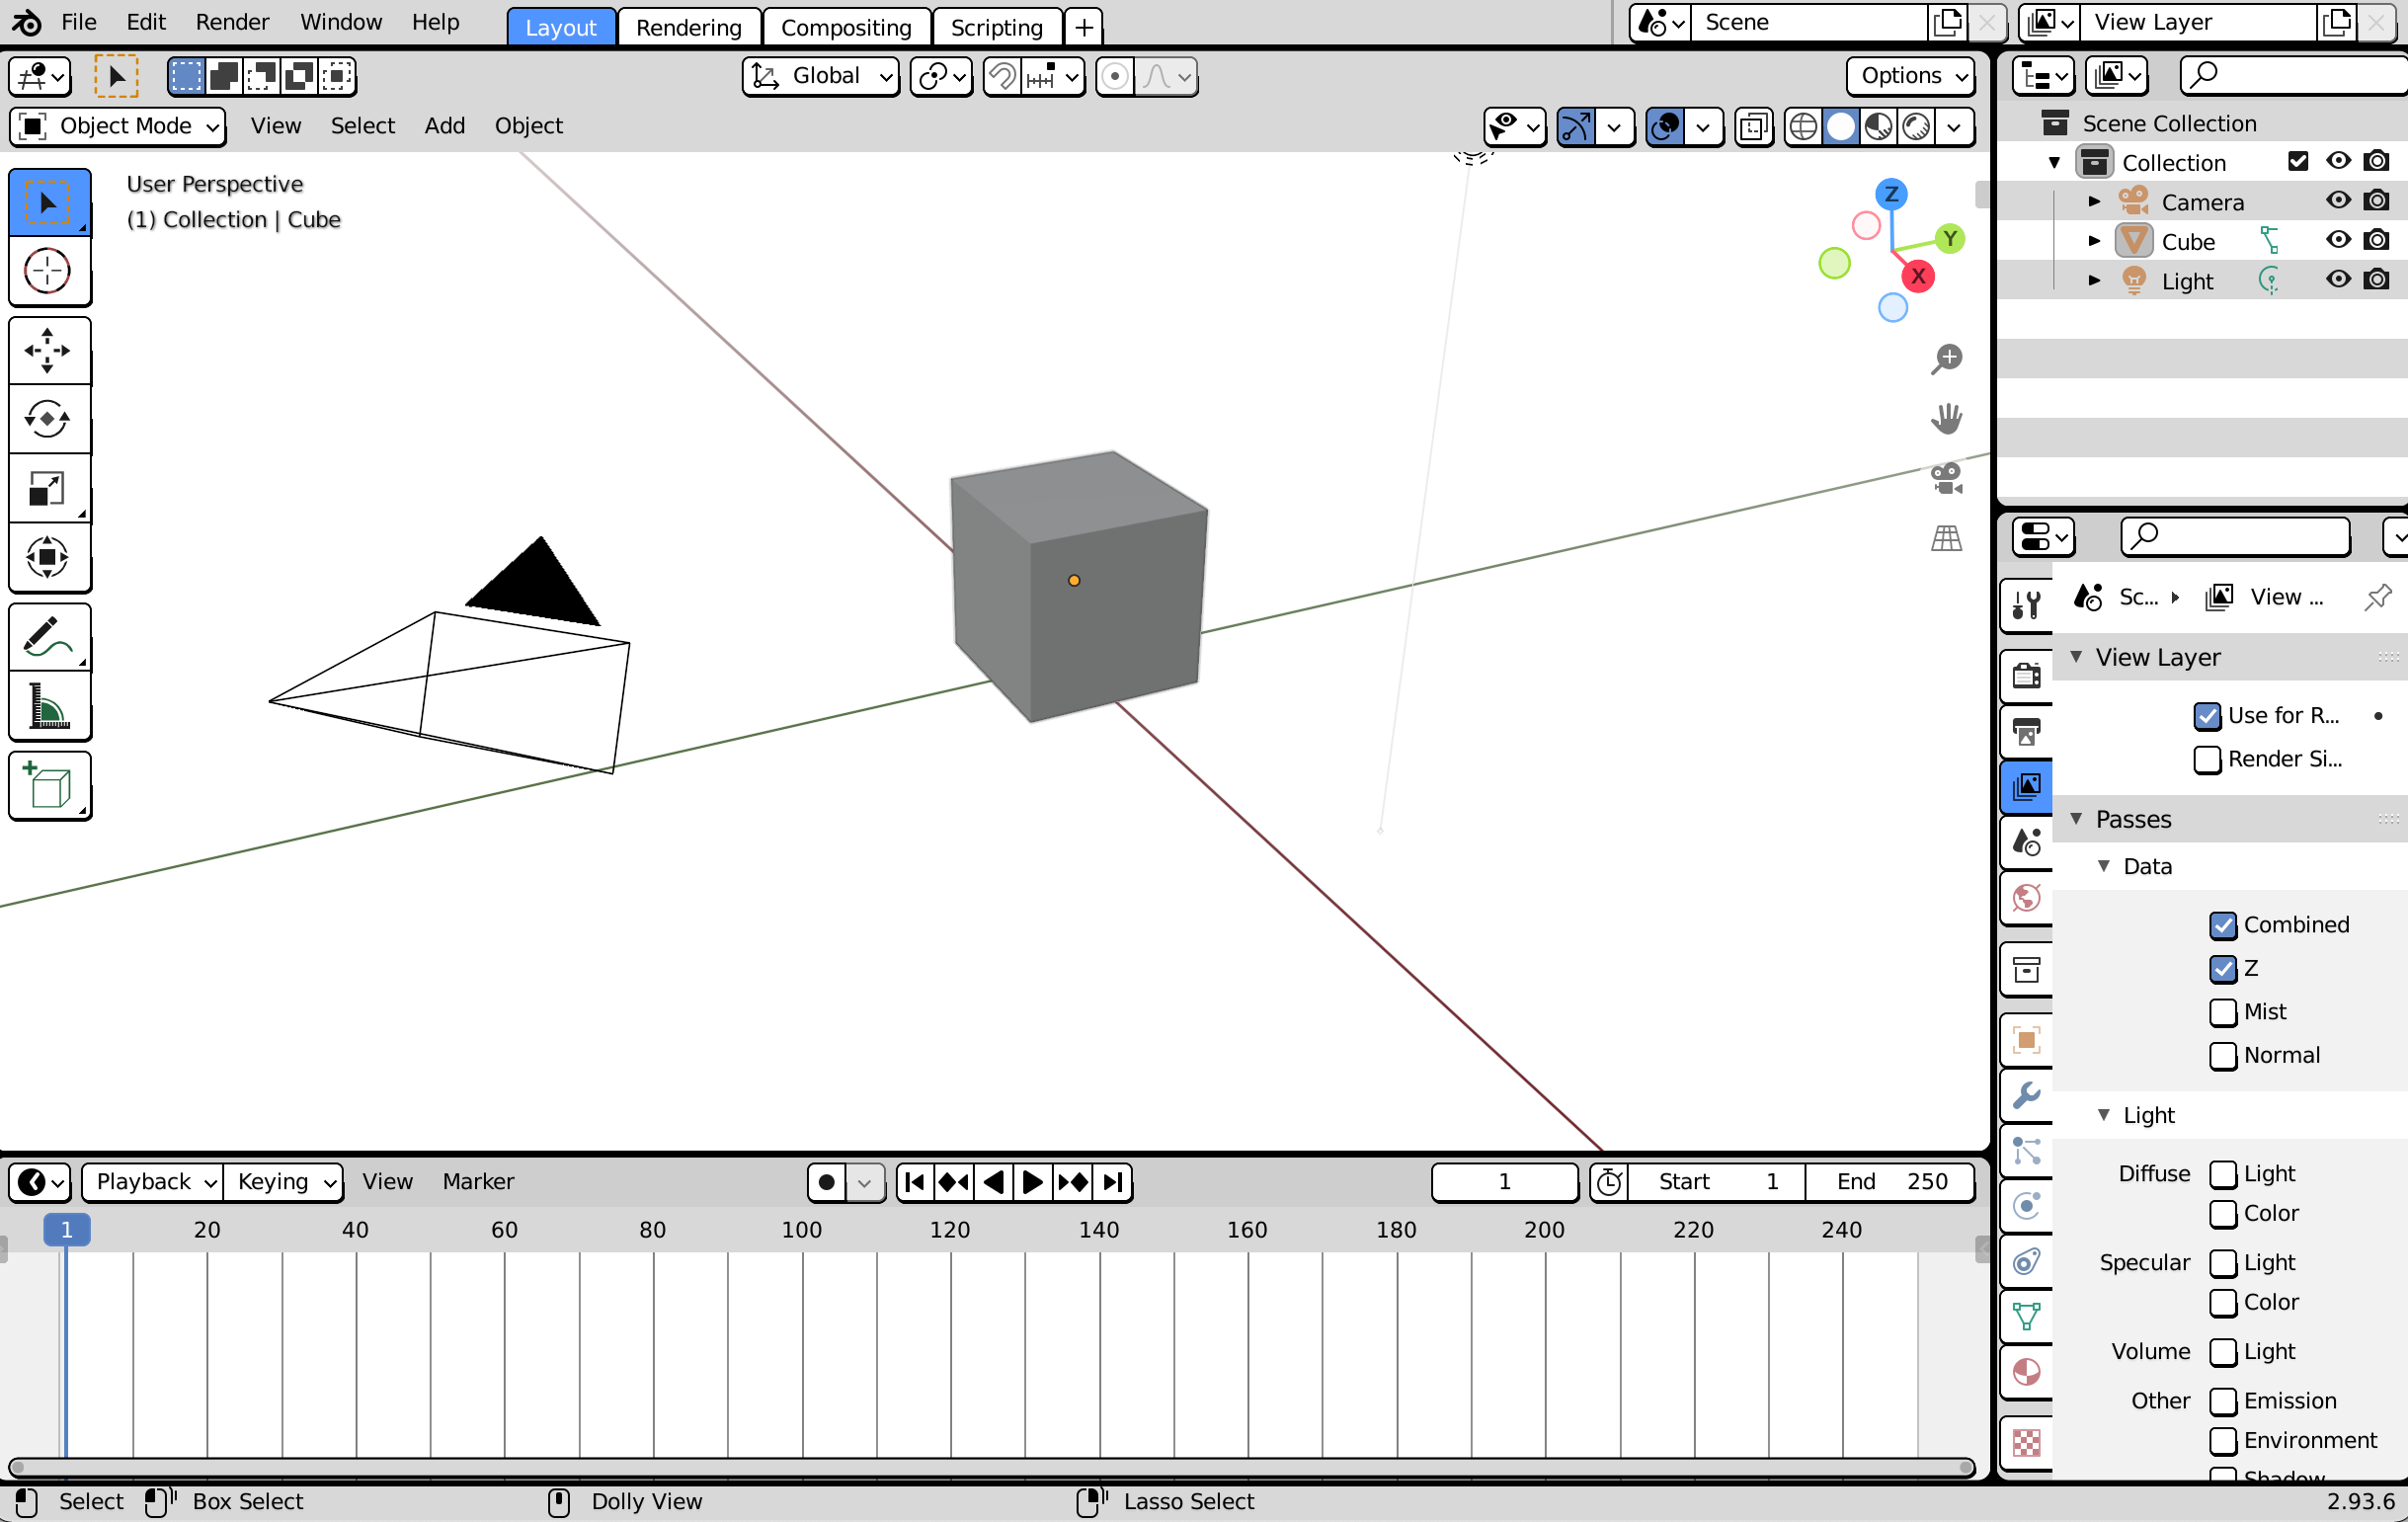 File Edit Render Window Help Layout Rendering Compositing Scripting + Scene View Layer
Global Options
Object Mode View Select Add Object
User Perspective
(1) Collection | Cube
Z
Y
X
Scene Collection
Collection
Camera
Cube
Light
Sc... View ...
View Layer
Use for R...
Render Si...
Passes
Data
Combined
Z
Mist
Normal
Light
Diffuse Light
Color
Specular Light
Color
Volume Light
Other Emission
Environment
Shadow
Playback Keying View Marker 1 Start 1 End 250
1 20 40 60 80 100 120 140 160 180 200 220 240
Select Box Select Dolly View Lasso Select 2.93.6